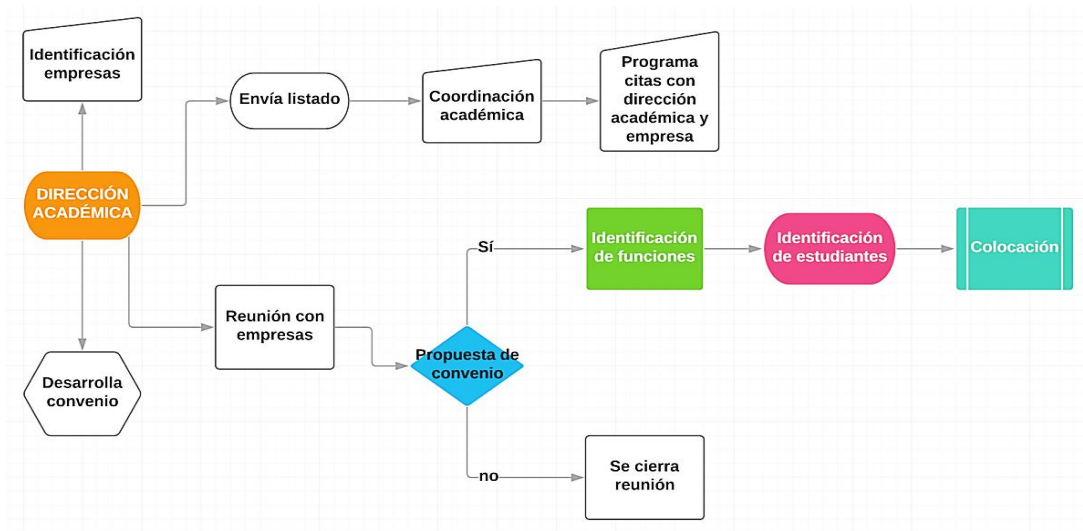 Identificación
empresas
Envía listado
Coordinación
académica
Programa
citas con
dirección
académica y
empresa
DIRECCIÓN
ACADÉMICA
Sí
Identificación
de funciones
Identificación
de estudiantes
Colocación
Reunión con
empresas
Propuesta de
convenio
Desarrolla
convenio
no
Se cierra
reunión